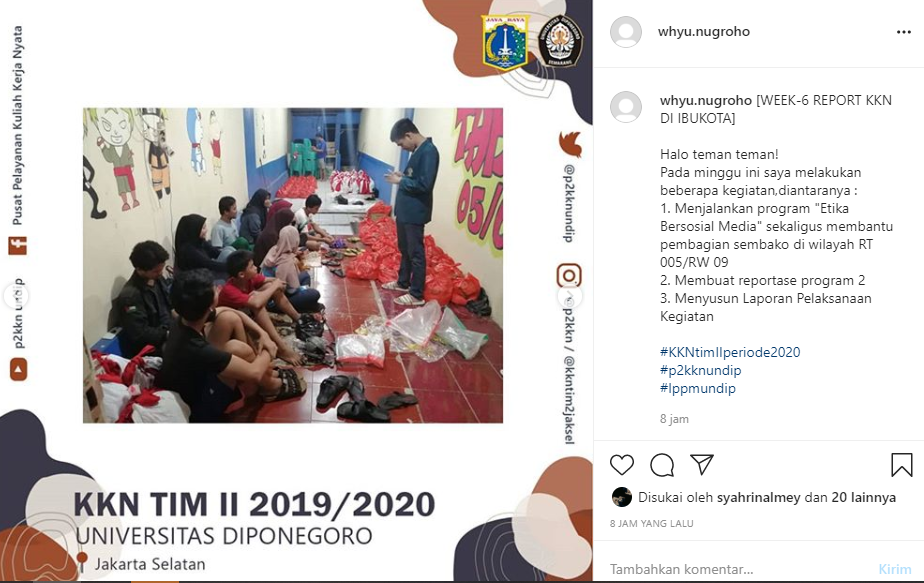 Pusat Pelayanan Kuliah Kerja Nyata
p2kkn undip
JAYA RAYA
UNIVERSITAS DIPONEGORO
SEMARANG
@p2kknundip
@p2kkn / @kkntim2jaksel
05/0
KKN TIM II 2019/2020
UNIVERSITAS DIPONEGORO
Jakarta Selatan
whyu.nugroho
whyu.nugroho [WEEK-6 REPORT KKN
DI IBUKOTA]
Halo teman teman!
Pada minggu ini saya melakukan
beberapa kegiatan,diantaranya :
1. Menjalankan program "Etika
Bersosial Media" sekaligus membantu
pembagian sembako di wilayah RT
005/RW 09
2. Membuat reportase program 2
3. Menyusun Laporan Pelaksanaan
Kegiatan
#KKNtimIIperiode2020
#p2kknundip
#lppmundip
8 jam
Disukai oleh syahrinalmey dan 20 lainnya
8 JAM YANG LALU
Tambahkan komentar...
Kirim